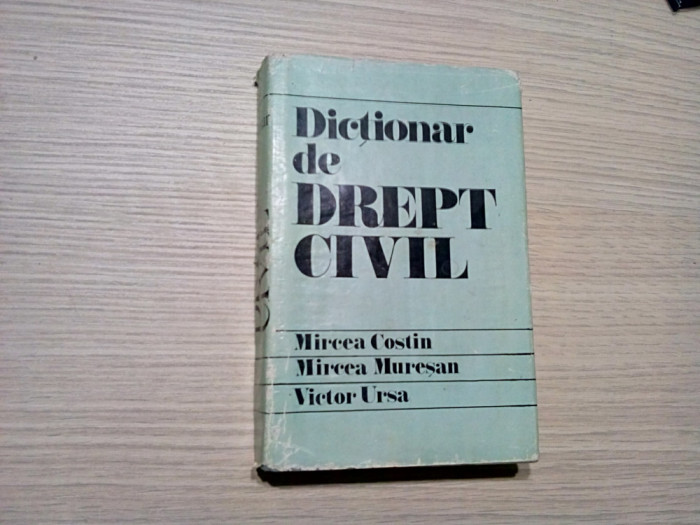 Dicționar
de
DREPT
CIVIL
Mircea Costin
Mircea Mureșan
Victor Ursa